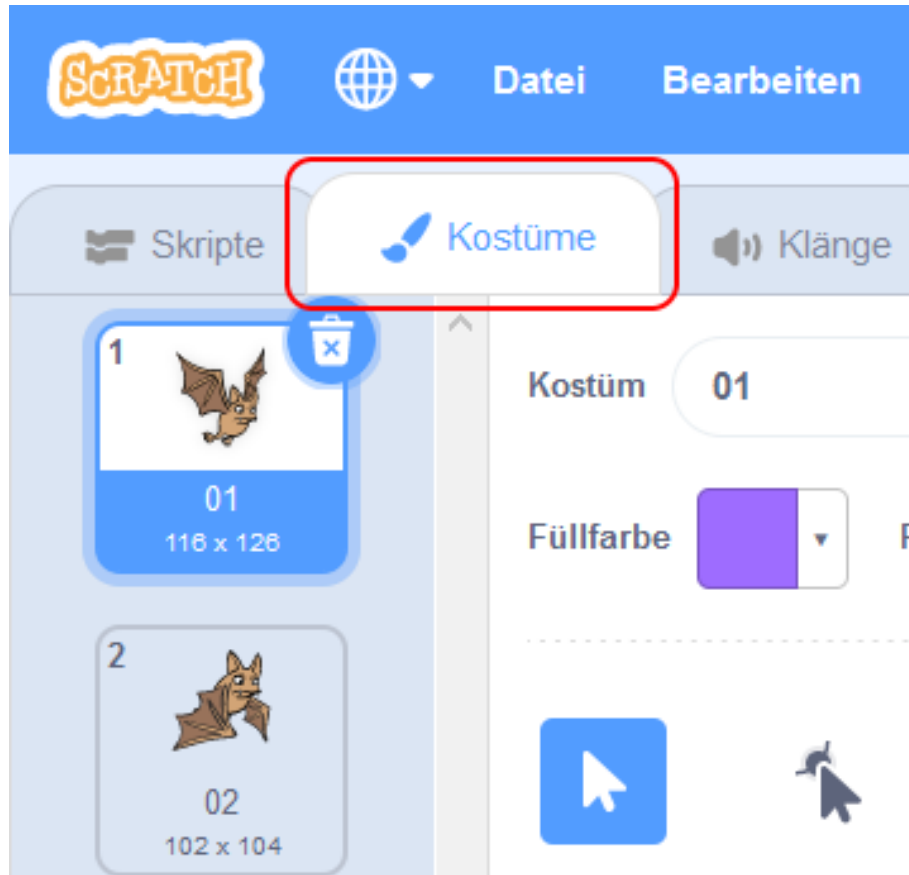 SCRATCH Datei Bearbeiten
Skripte Kostüme Klänge
1
01
116 x 126
2
02
102 x 104
Kostüm 01
Füllfarbe